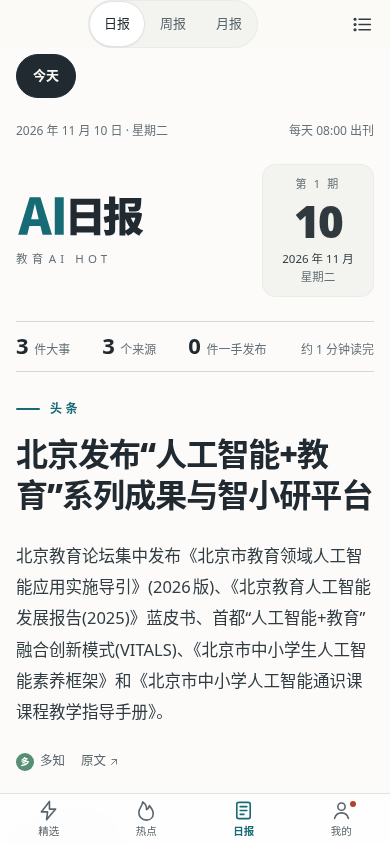 日报 周报 月报
今天
2026 年 11 月 10 日 · 星期二 每天 08:00 出刊
第 1 期
AI日报 10
教育 AI HOT 2026 年 11 月
星期二
3 件大事 3 个来源 0 件一手发布 约 1 分钟读完
头条
北京发布“人工智能+教
育”系列成果与智小研平台
北京教育论坛集中发布《北京市教育领域人工智
能应用实施导引》(2026版)、《北京教育人工智能
发展报告(2025)》蓝皮书、首都“人工智能+教育”
融合创新模式(VITALS)、《北京市中小学生人工智
能素养框架》和《北京市中小学人工智能通识课
课程教学指导手册》。
多 多知 原文
精选 热点 日报 我的